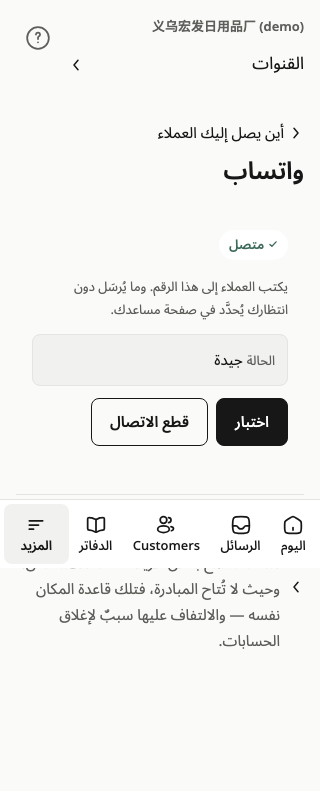 义乌宏发日用品厂 (demo)
القنوات
أين يصل إليك العملاء
واتساب
متصل
يكتب العملاء إلى هذا الرقم. وما يُرسَل دون
انتظارك يُحدَّد في صفحة مساعدك.
الحالة جيدة
اختبار
قطع الاتصال
اليوم
الرسائل
Customers
الدفاتر
المزيد
وحيث لا تُتاح المبادرة، فتلك قاعدة المكان
نفسه — والالتفاف عليها سببٌ لإغلاق
الحسابات.